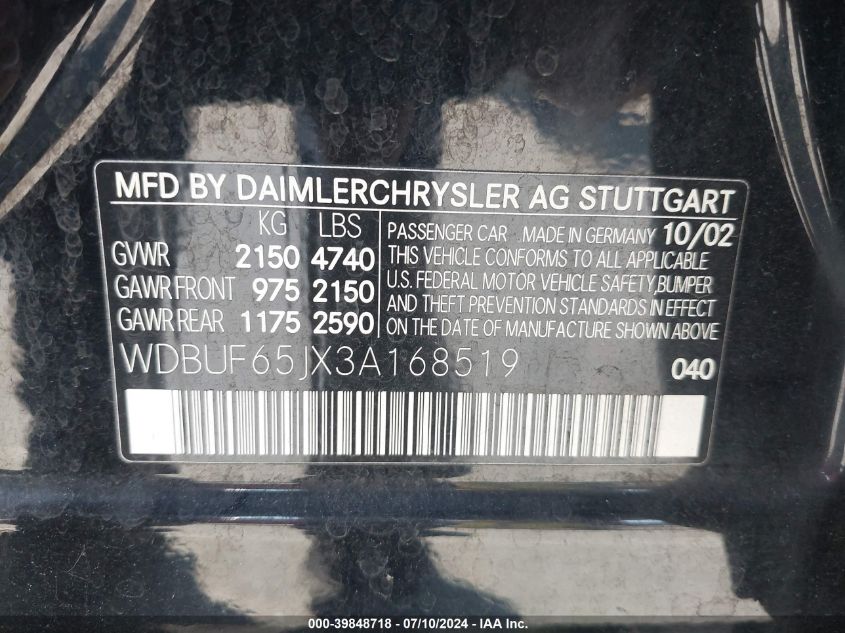 MFD BY DAIMLERCHRYSLER AG STUTTGART
KG LBS
GVWR 2150 4740
GAWR FRONT 975 2150
GAWR REAR 1175 2590
PASSENGER CAR MADE IN GERMANY 10/02
THIS VEHICLE CONFORMS TO ALL APPLICABLE
U.S. FEDERAL MOTOR VEHICLE SAFETY, BUMPER
AND THEFT PREVENTION STANDARDS IN EFFECT
ON THE DATE OF MANUFACTURE SHOWN ABOVE
WDBUF65JX3A168519 040
000-39848718 - 07/10/2024 - IAA Inc.